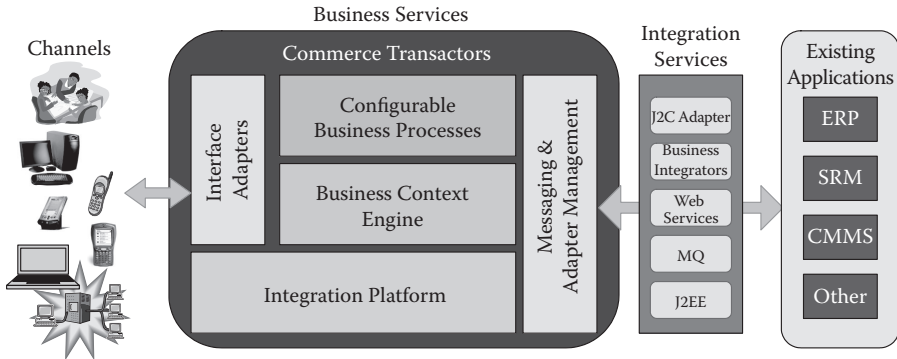 Business Services
Channels
Commerce Transactors
Interface
Adapters
Configurable
Business Processes
Business Context
Engine
Integration Platform
Messaging &
Adapter Management
Integration
Services
J2C Adapter
Business
Integrators
Web
Services
MQ
J2EE
Existing
Applications
ERP
SRM
CMMS
Other